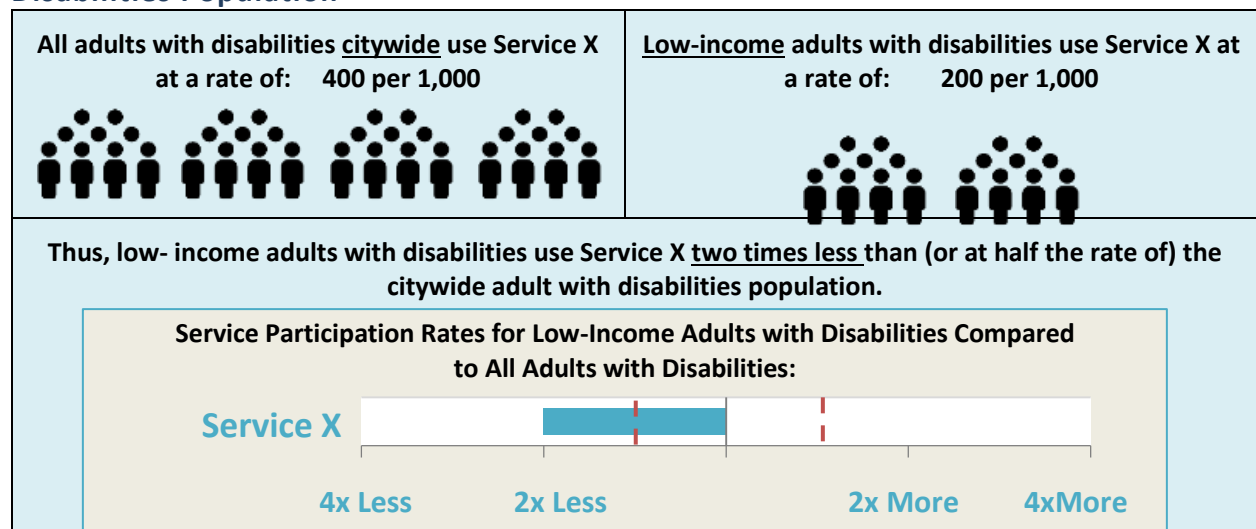 Disabilities Population
All adults with disabilities citywide use Service X
at a rate of: 400 per 1,000
Low-income adults with disabilities use Service X at
a rate of: 200 per 1,000
Thus, low- income adults with disabilities use Service X two times less than (or at half the rate of) the
citywide adult with disabilities population.
Service Participation Rates for Low-Income Adults with Disabilities Compared
to All Adults with Disabilities:
Service X
4x Less 2x Less 2x More 4xMore